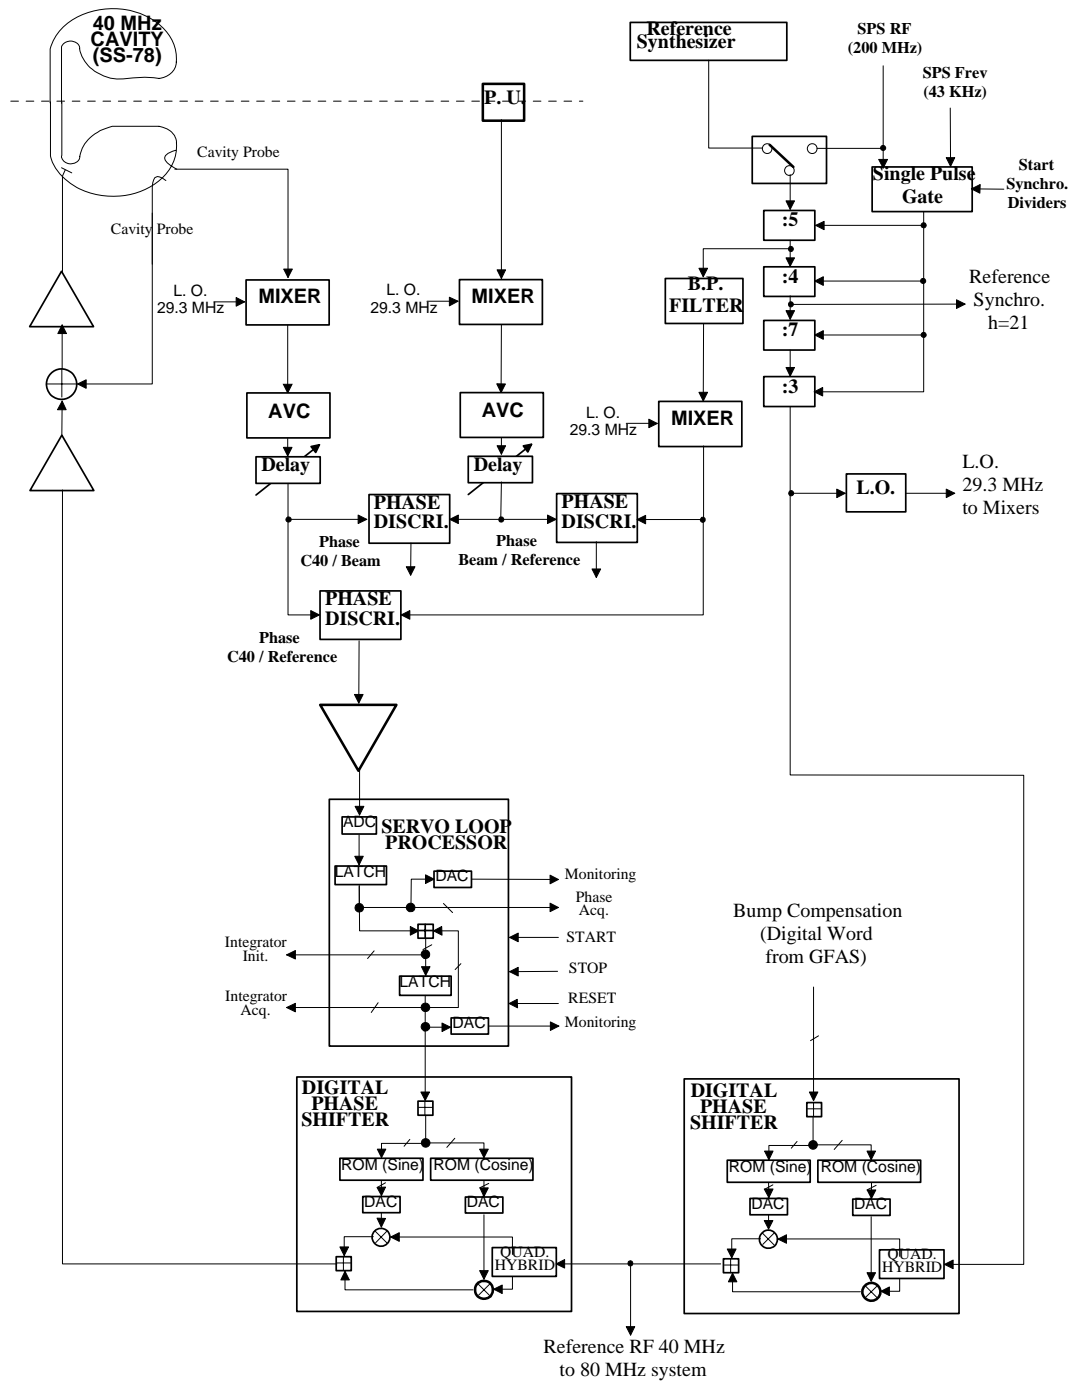 40 MHz
CAVITY
(SS-78)
Reference
Synthesizer
SPS RF
(200 MHz)
SPS Frev
(43 KHz)
P. U.
Cavity Probe
Cavity Probe
Single Pulse
Gate
Start
Synchro.
Dividers
:5
:4
:7
:3
Reference
Synchro.
h=21
B.P.
FILTER
L. O.
29.3 MHz
MIXER
L. O.
29.3 MHz
MIXER
L. O.
29.3 MHz
MIXER
AVC
AVC
Delay
Delay
L.O.
L.O.
29.3 MHz
to Mixers
PHASE
DISCRI.
PHASE
DISCRI.
Phase
C40 / Beam
Phase
Beam / Reference
PHASE
DISCRI.
Phase
C40 / Reference
ADC
SERVO LOOP
PROCESSOR
LATCH
DAC
Monitoring
Phase
Acq.
START
Integrator
Init.
STOP
LATCH
RESET
Integrator
Acq.
DAC
Monitoring
Bump Compensation
(Digital Word
from GFAS)
DIGITAL
PHASE
SHIFTER
ROM (Sine)
ROM (Cosine)
DAC
DAC
QUAD.
HYBRID
DIGITAL
PHASE
SHIFTER
ROM (Sine)
ROM (Cosine)
DAC
DAC
QUAD.
HYBRID
Reference RF 40 MHz
to 80 MHz system